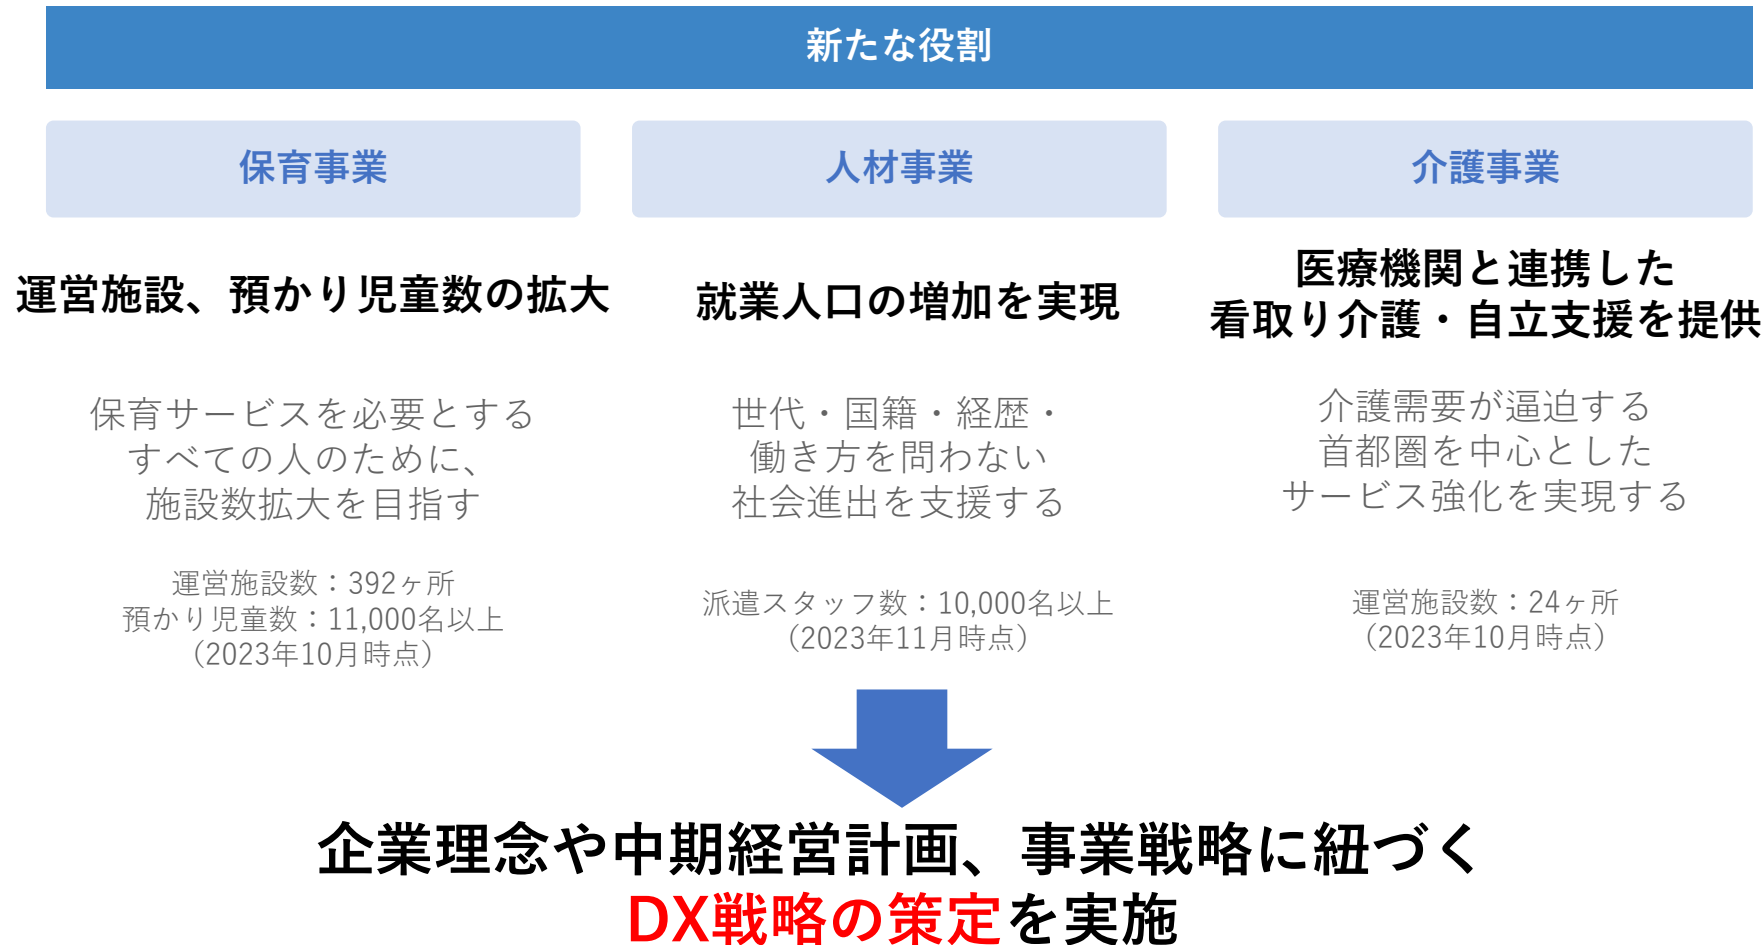 新たな役割
保育事業
運営施設、預かり児童数の拡大
保育サービスを必要とする
すべての人のために、
施設数拡大を目指す
運営施設数：392ヶ所
預かり児童数：11,000名以上
（2023年10月時点）
人材事業
就業人口の増加を実現
世代・国籍・経歴・
働き方を問わない
社会進出を支援する
派遣スタッフ数：10,000名以上
（2023年11月時点）
介護事業
医療機関と連携した
看取り介護・自立支援を提供
介護需要が逼迫する
首都圏を中心とした
サービス強化を実現する
運営施設数：24ヶ所
（2023年10月時点）
企業理念や中期経営計画、事業戦略に紐づく
DX戦略の策定を実施